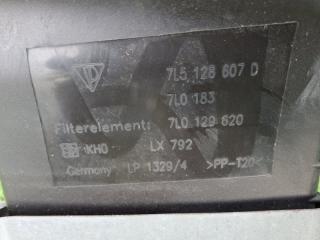 7L5 128 607 D
7L0 183
Filterelement: 7L0 129 620
KHO LX 792
Germany LP 1329/4 >PP-T20<